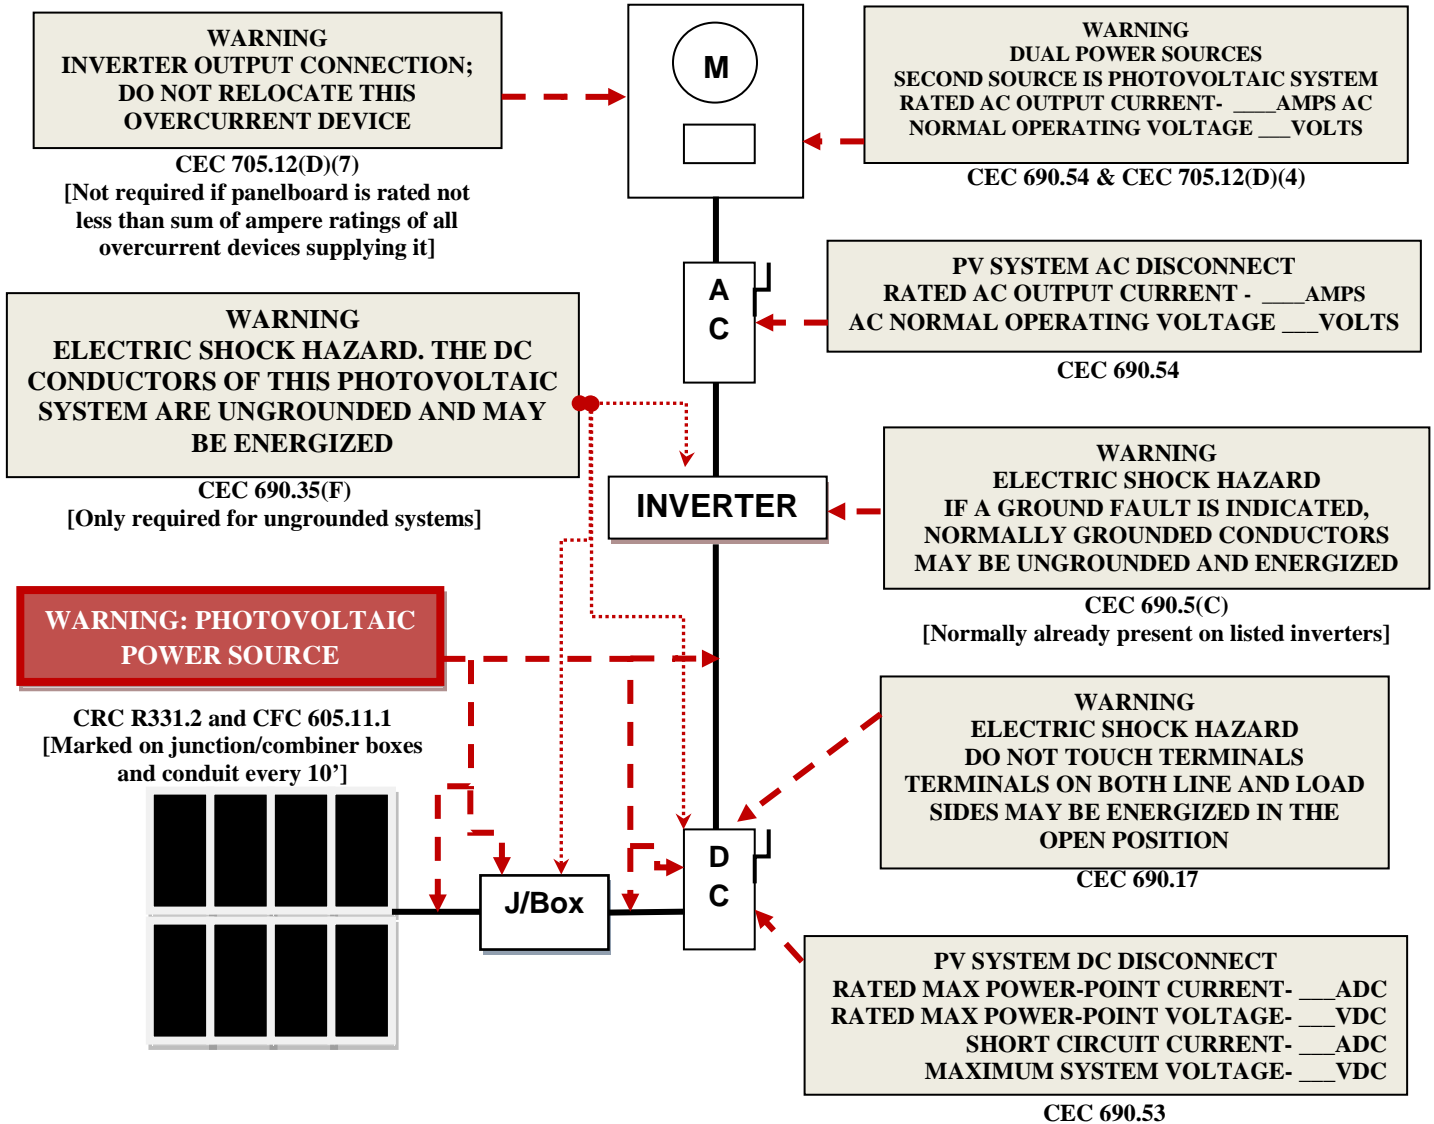 WARNING
INVERTER OUTPUT CONNECTION;
DO NOT RELOCATE THIS
OVERCURRENT DEVICE
CEC 705.12(D)(7)
[Not required if panelboard is rated not
less than sum of ampere ratings of all
overcurrent devices supplying it]
M
WARNING
DUAL POWER SOURCES
SECOND SOURCE IS PHOTOVOLTAIC SYSTEM
RATED AC OUTPUT CURRENT- ____AMPS AC
NORMAL OPERATING VOLTAGE ___VOLTS
CEC 690.54 & CEC 705.12(D)(4)
A
C
PV SYSTEM AC DISCONNECT
RATED AC OUTPUT CURRENT - ____AMPS
AC NORMAL OPERATING VOLTAGE ___VOLTS
CEC 690.54
WARNING
ELECTRIC SHOCK HAZARD. THE DC
CONDUCTORS OF THIS PHOTOVOLTAIC
SYSTEM ARE UNGROUNDED AND MAY
BE ENERGIZED
CEC 690.35(F)
[Only required for ungrounded systems]
INVERTER
WARNING
ELECTRIC SHOCK HAZARD
IF A GROUND FAULT IS INDICATED,
NORMALLY GROUNDED CONDUCTORS
MAY BE UNGROUNDED AND ENERGIZED
CEC 690.5(C)
[Normally already present on listed inverters]
WARNING: PHOTOVOLTAIC
POWER SOURCE
CRC R331.2 and CFC 605.11.1
[Marked on junction/combiner boxes
and conduit every 10’]
WARNING
ELECTRIC SHOCK HAZARD
DO NOT TOUCH TERMINALS
TERMINALS ON BOTH LINE AND LOAD
SIDES MAY BE ENERGIZED IN THE
OPEN POSITION
CEC 690.17
J/Box
D
C
PV SYSTEM DC DISCONNECT
RATED MAX POWER-POINT CURRENT- ___ADC
RATED MAX POWER-POINT VOLTAGE- ___VDC
SHORT CIRCUIT CURRENT- ___ADC
MAXIMUM SYSTEM VOLTAGE- ___VDC
CEC 690.53